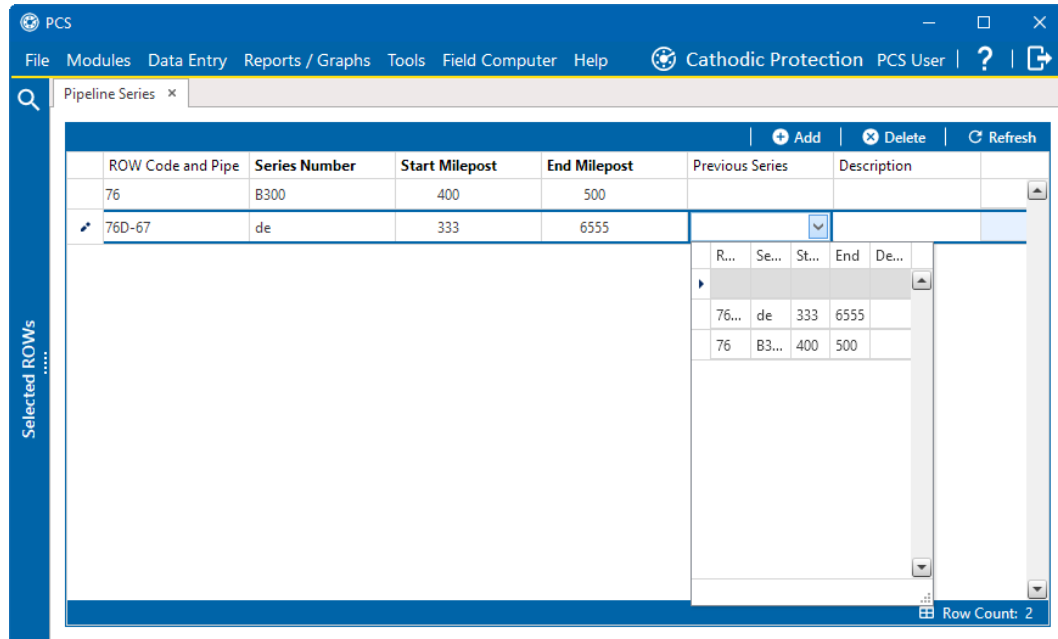 PCS
File Modules Data Entry Reports / Graphs Tools Field Computer Help Cathodic Protection PCS User ?
Pipeline Series
Add Delete Refresh
ROW Code and Pipe Series Number Start Milepost End Milepost Previous Series Description
76 B300 400 500
76D-67 de 333 6555
R... Se... St... End De...
76... de 333 6555
76 B3... 400 500
Selected ROWs
Row Count: 2